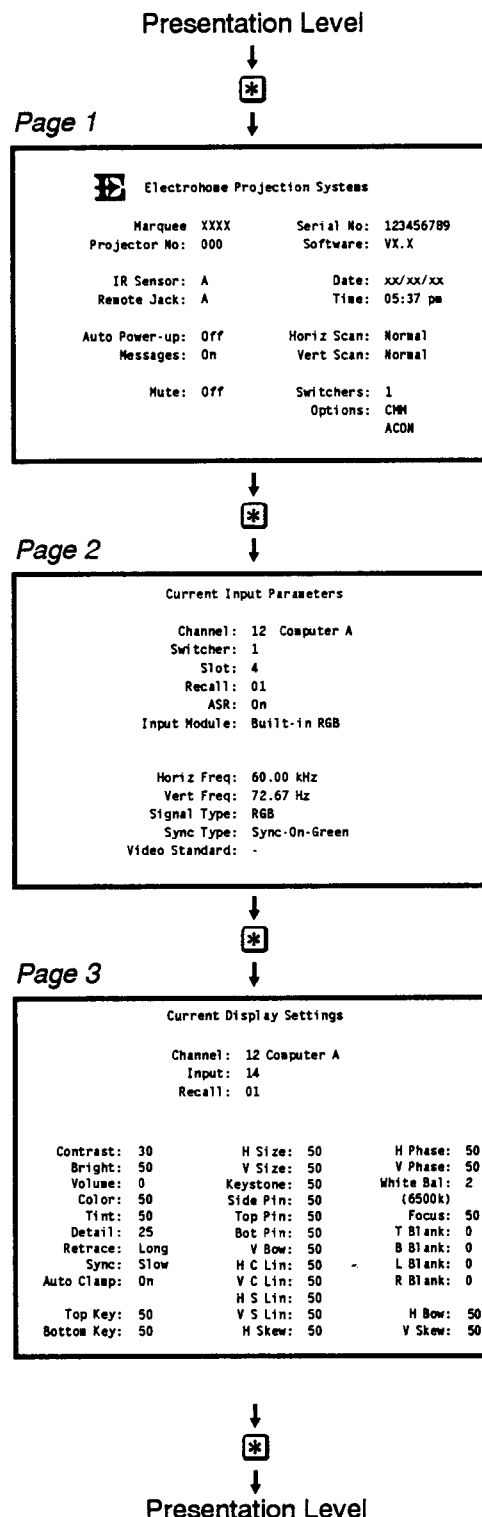 Presentation Level
*
Page 1
Electrohome Projection Systems
Marquee XXXX Serial No: 123456789
Projector No: 000 Software: VX.X
IR Sensor: A Date: xx/xx/xx
Remote Jack: A Time: 05:37 pm
Auto Power-up: Off Horiz Scan: Normal
Messages: On Vert Scan: Normal
Mute: Off Switchers: 1
Options: CMM
ACON
*
Page 2
Current Input Parameters
Channel: 12 Computer A
Switcher: 1
Slot: 4
Recall: 01
ASR: On
Input Module: Built-in RGB
Horiz Freq: 60.00 kHz
Vert Freq: 72.67 Hz
Signal Type: RGB
Sync Type: Sync-On-Green
Video Standard: -
*
Page 3
Current Display Settings
Channel: 12 Computer A
Input: 14
Recall: 01
Contrast: 30 H Size: 50 H Phase: 50
Bright: 50 V Size: 50 V Phase: 50
Volume: 0 Keystone: 50 White Bal: 2
Color: 50 Side Pin: 50 (6500k)
Tint: 50 Top Pin: 50 Focus: 50
Detail: 25 Bot Pin: 50 T Blank: 0
Retrace: Long V Bow: 50 B Blank: 0
Sync: Slow H C Lin: 50 L Blank: 0
Auto Clamp: On V C Lin: 50 R Blank: 0
H S Lin: 50
Top Key: 50 V S Lin: 50 H Bow: 50
Bottom Key: 50 H Skew: 50 V Skew: 50
*
Presentation Level